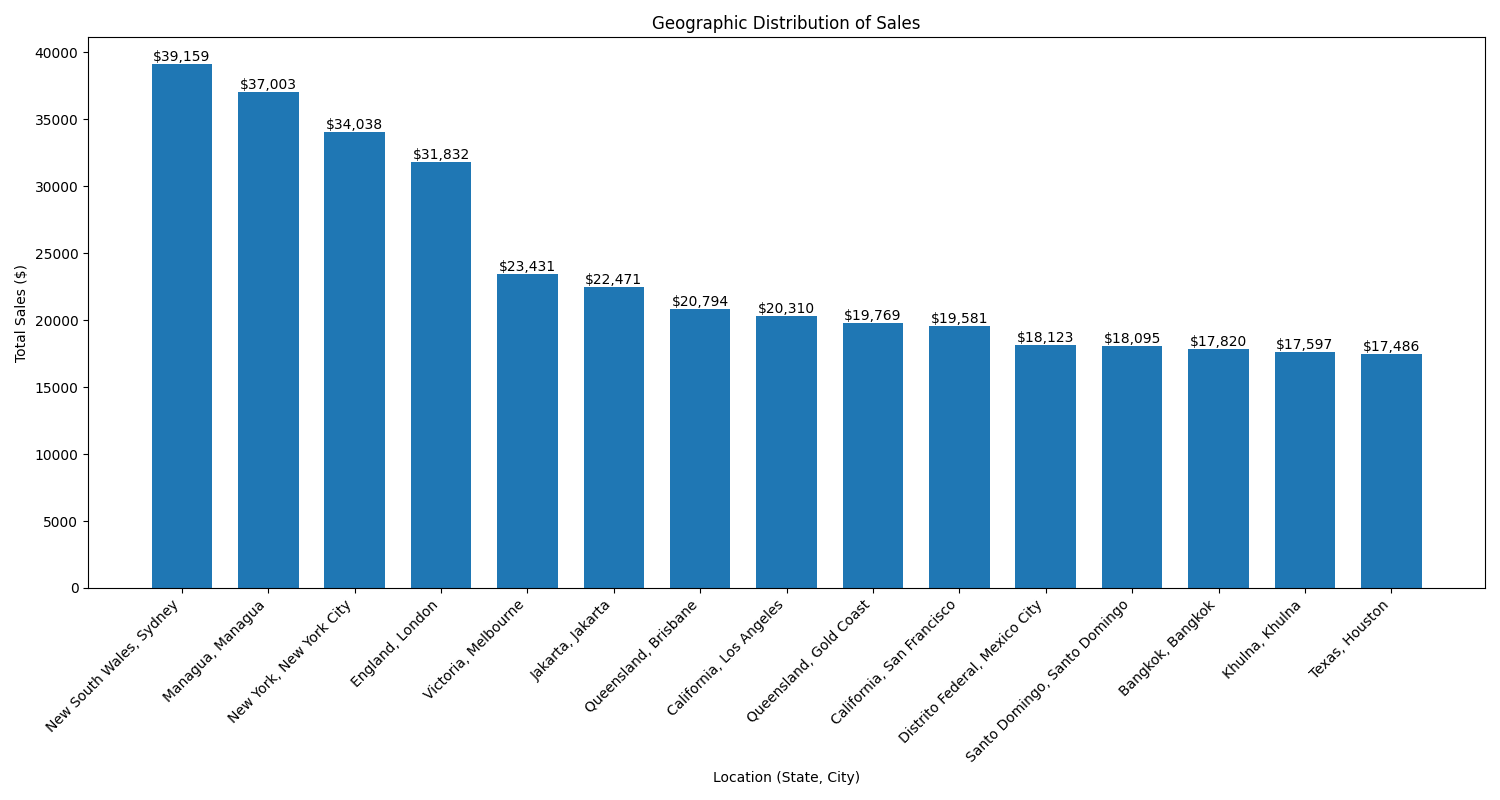 Geographic Distribution of Sales
Total Sales ($)
40000
35000
30000
25000
20000
15000
10000
5000
0
$39,159
$37,003
$34,038
$31,832
$23,431
$22,471
$20,794
$20,310
$19,769
$19,581
$18,123
$18,095
$17,820
$17,597
$17,486
New South Wales, Sydney
Managua, Managua
New York, New York City
England, London
Victoria, Melbourne
Jakarta, Jakarta
Queensland, Brisbane
California, Los Angeles
Queensland, Gold Coast
California, San Francisco
Distrito Federal, Mexico City
Santo Domingo, Santo Domingo
Bangkok, Bangkok
Khulna, Khulna
Texas, Houston
Location (State, City)